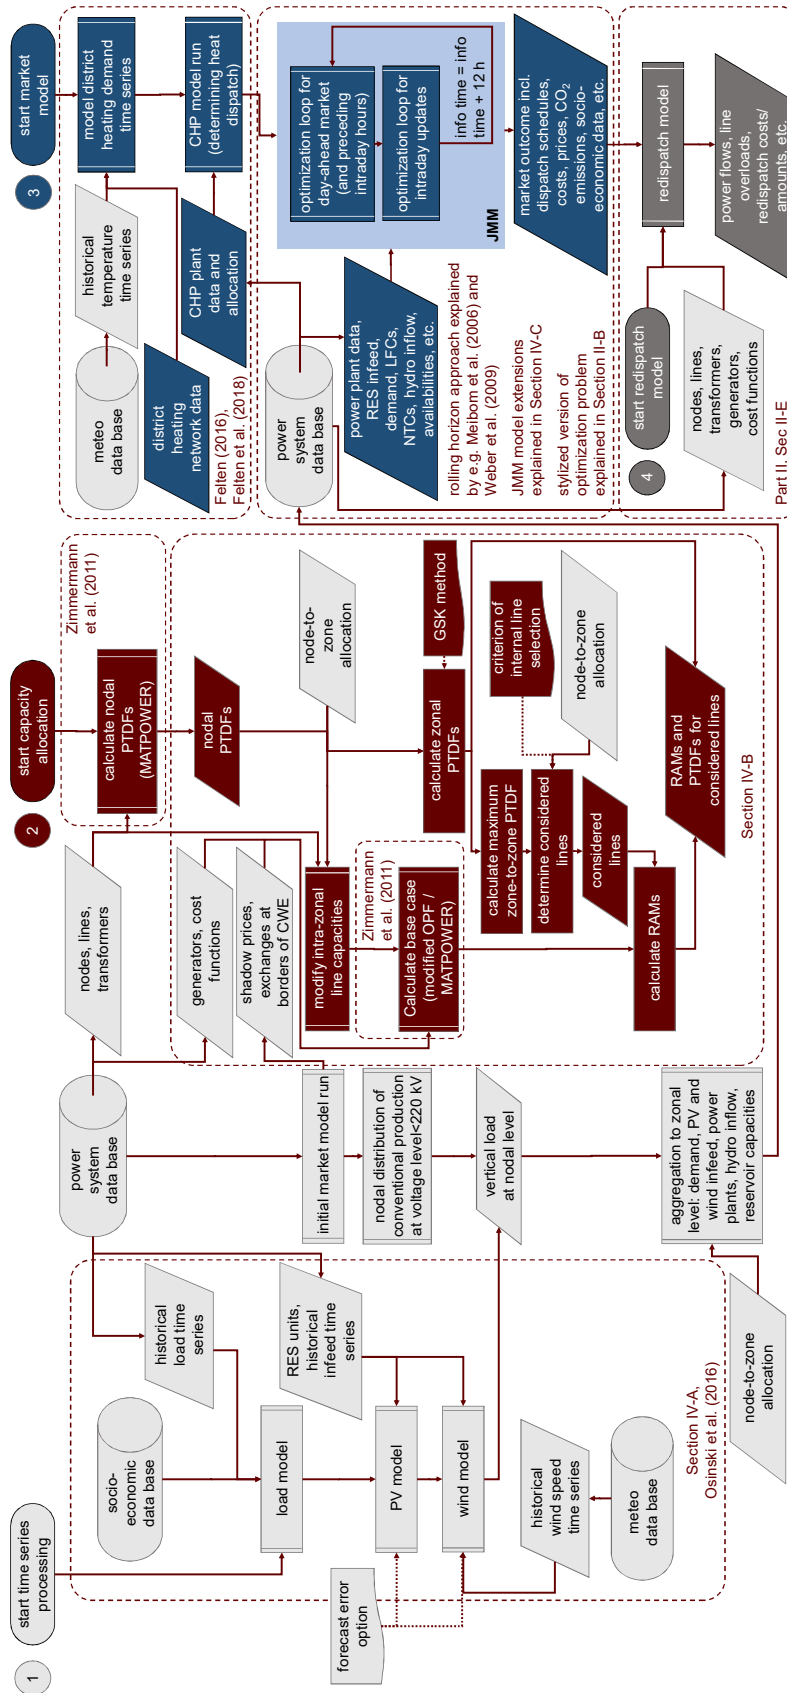 1
start time series
processing
socio-
economic
data base
historical
load time
series
load model
RES units,
historical
infeed time
series
PV model
wind model
forecast error
option
historical
wind speed
time series
meteo
data base
Section IV-A,
Osinski et al. (2016)
power
system
data base
initial market model run
nodal distribution of
conventional production
at voltage level<220 kV
vertical load
at nodal level
aggregation to zonal
level: demand, PV and
wind infeed, power
plants, hydro inflow,
reservoir capacities
node-to-zone
allocation
2
start capacity
allocation
nodes, lines,
transformers
calculate nodal
PTDFs
(MATPOWER)
Zimmermann
et al. (2011)
generators, cost
functions
shadow prices,
exchanges at
borders of CWE
nodal
PTDFs
node-to-
zone
allocation
modify intra-zonal
line capacities
Zimmermann
et al. (2011)
Calculate base case
(modified OPF /
MATPOWER)
calculate zonal
PTDFs
GSK method
calculate maximum
zone-to-zone PTDF
determine considered
lines
criterion of
internal line
selection
node-to-zone
allocation
considered
lines
calculate RAMs
RAMs and
PTDFs for
considered lines
Section IV-B
3
start market
model
meteo
data base
historical
temperature
time series
model district
heating demand
time series
district
heating
network data
CHP plant
data and
allocation
CHP model run
(determining heat
dispatch)
Felten (2016),
Felten et al. (2018)
power
system
data base
power plant data,
RES infeed,
demand, LFCs,
NTCs, hydro inflow,
availabilities, etc.
optimization loop for
day-ahead market
(and preceding
intraday hours)
optimization loop for
intraday updates
info time = info
time + 12 h
JMM
rolling horizon approach explained
by e.g. Meibom et al. (2006) and
Weber et al. (2009)
JMM model extensions
explained in Section IV-C
stylized version of
optimization problem
explained in Section II-B
market outcome incl.
dispatch schedules,
costs, prices, CO2
emissions, socio-
economic data, etc.
4
start redispatch
model
nodes, lines,
transformers,
generators,
cost functions
redispatch model
power flows, line
overloads,
redispatch costs/
amounts, etc.
Part II. Sec II-E